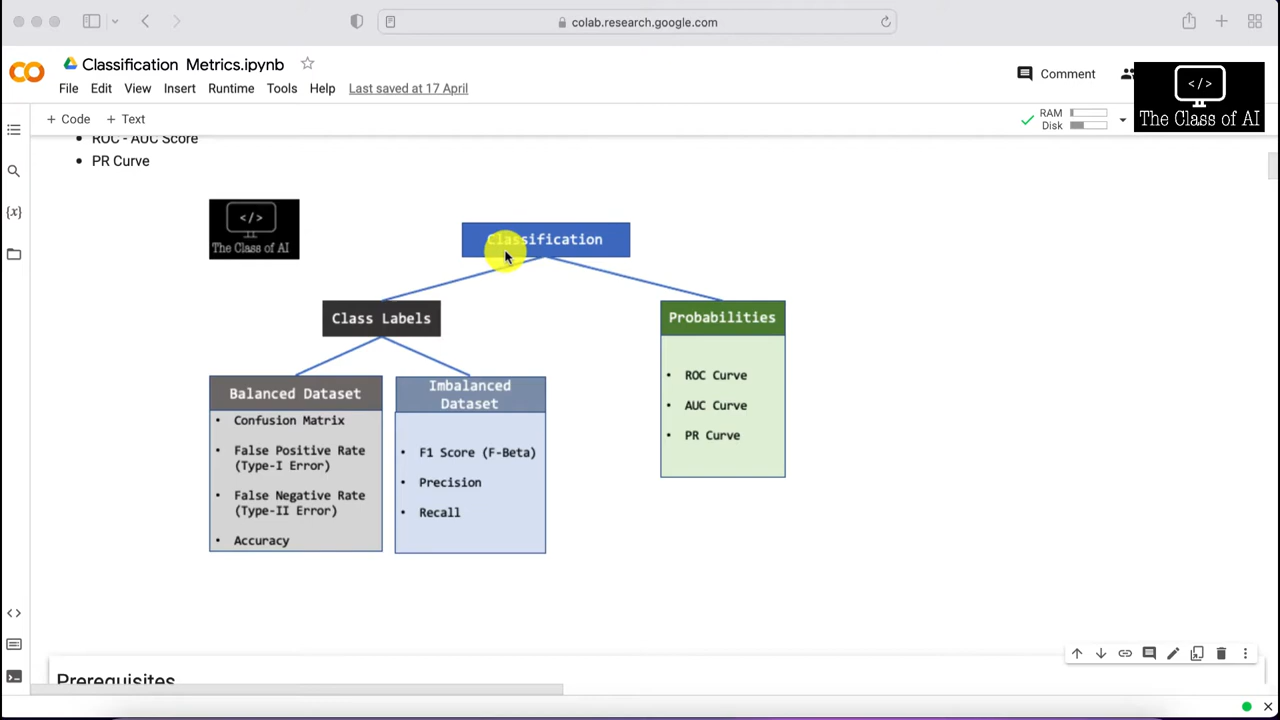 colab.research.google.com
Classification Metrics.ipynb
File Edit View Insert Runtime Tools Help Last saved at 17 April
Comment
</>
The Class of AI
+ Code + Text
RAM
Disk
ROC - AUC Score
PR Curve
</>
The Class of AI
Classification
Class Labels
Probabilities
ROC Curve
AUC Curve
PR Curve
Balanced Dataset
Confusion Matrix
False Positive Rate
(Type-I Error)
False Negative Rate
(Type-II Error)
Accuracy
Imbalanced
Dataset
F1 Score (F-Beta)
Precision
Recall
Prerequisites